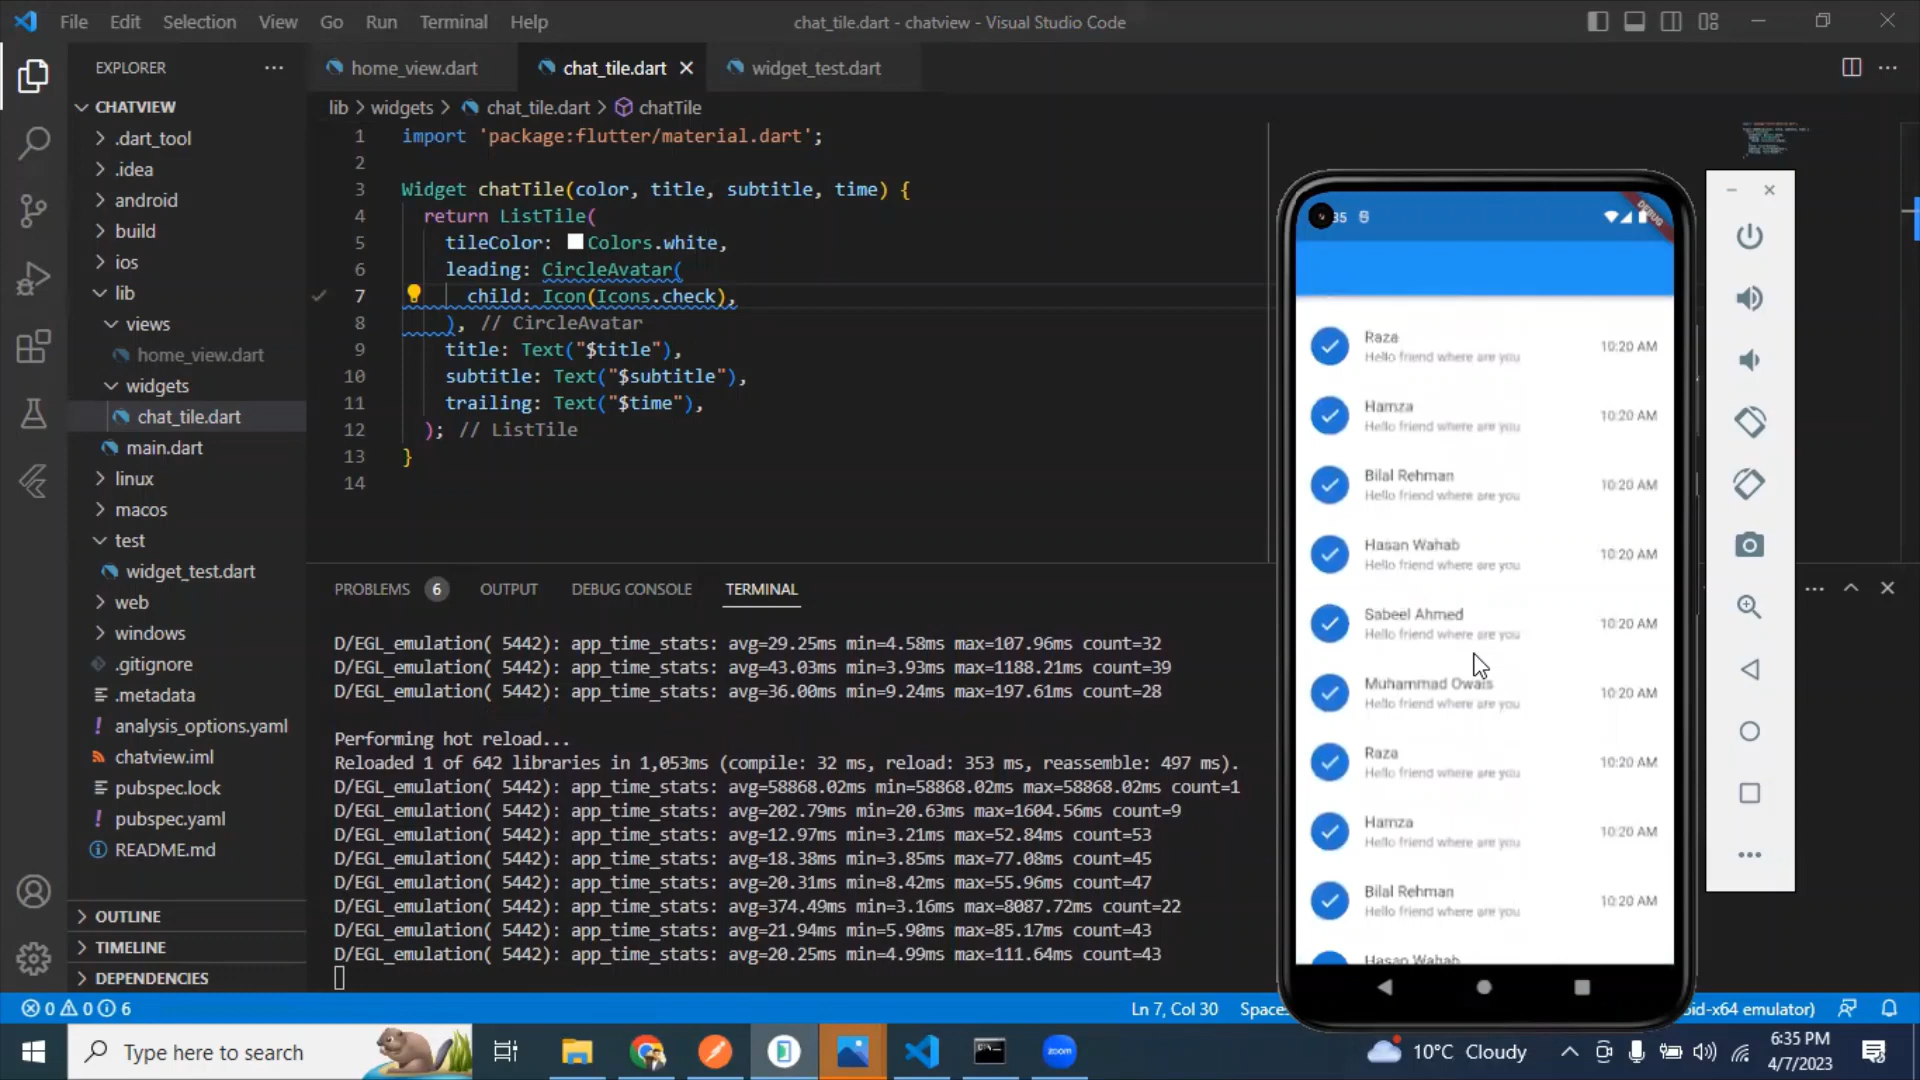 File Edit Selection View Go Run Terminal Help
chat_tile.dart - chatview - Visual Studio Code
EXPLORER
CHATVIEW
.dart_tool
.idea
android
build
ios
lib
views
home_view.dart
widgets
chat_tile.dart
main.dart
linux
macos
test
widget_test.dart
web
windows
.gitignore
.metadata
analysis_options.yaml
chatview.iml
pubspec.lock
pubspec.yaml
README.md
OUTLINE
TIMELINE
DEPENDENCIES
home_view.dart chat_tile.dart widget_test.dart
lib > widgets > chat_tile.dart > chatTile
1 import 'package:flutter/material.dart';
2
3 Widget chatTile(color, title, subtitle, time) {
4 return ListTile(
5 tileColor: Colors.white,
6 leading: CircleAvatar(
7 child: Icon(Icons.check),
8 ), // CircleAvatar
9 title: Text("$title"),
10 subtitle: Text("$subtitle"),
11 trailing: Text("$time"),
12 ); // ListTile
13 }
14
PROBLEMS 6 OUTPUT DEBUG CONSOLE TERMINAL
D/EGL_emulation( 5442): app_time_stats: avg=29.25ms min=4.58ms max=107.96ms count=32
D/EGL_emulation( 5442): app_time_stats: avg=43.03ms min=3.93ms max=1188.21ms count=39
D/EGL_emulation( 5442): app_time_stats: avg=36.00ms min=9.24ms max=197.61ms count=28
Performing hot reload...
Reloaded 1 of 642 libraries in 1,053ms (compile: 32 ms, reload: 353 ms, reassemble: 497 ms).
D/EGL_emulation( 5442): app_time_stats: avg=58868.02ms min=58868.02ms max=58868.02ms count=1
D/EGL_emulation( 5442): app_time_stats: avg=202.79ms min=20.63ms max=1604.56ms count=9
D/EGL_emulation( 5442): app_time_stats: avg=12.97ms min=3.21ms max=52.84ms count=53
D/EGL_emulation( 5442): app_time_stats: avg=18.38ms min=3.85ms max=77.08ms count=45
D/EGL_emulation( 5442): app_time_stats: avg=20.31ms min=8.42ms max=55.96ms count=47
D/EGL_emulation( 5442): app_time_stats: avg=374.49ms min=3.16ms max=8087.72ms count=22
D/EGL_emulation( 5442): app_time_stats: avg=21.94ms min=5.90ms max=85.17ms count=43
D/EGL_emulation( 5442): app_time_stats: avg=20.25ms min=4.99ms max=111.64ms count=43
35
DEBUG
Raza
Hello friend where are you
10:20 AM
Hamza
Hello friend where are you
10:20 AM
Bilal Rehman
Hello friend where are you
10:20 AM
Hasan Wahab
Hello friend where are you
10:20 AM
Sabeel Ahmed
Hello friend where are you
10:20 AM
Muhammad Owais
Hello friend where are you
10:20 AM
Raza
Hello friend where are you
10:20 AM
Hamza
Hello friend where are you
10:20 AM
Bilal Rehman
Hello friend where are you
10:20 AM
Hasan Wahab
0 0 6
Ln 7, Col 30 Space oid-x64 emulator)
Type here to search
zoom
10°C Cloudy
6:35 PM
4/7/2023